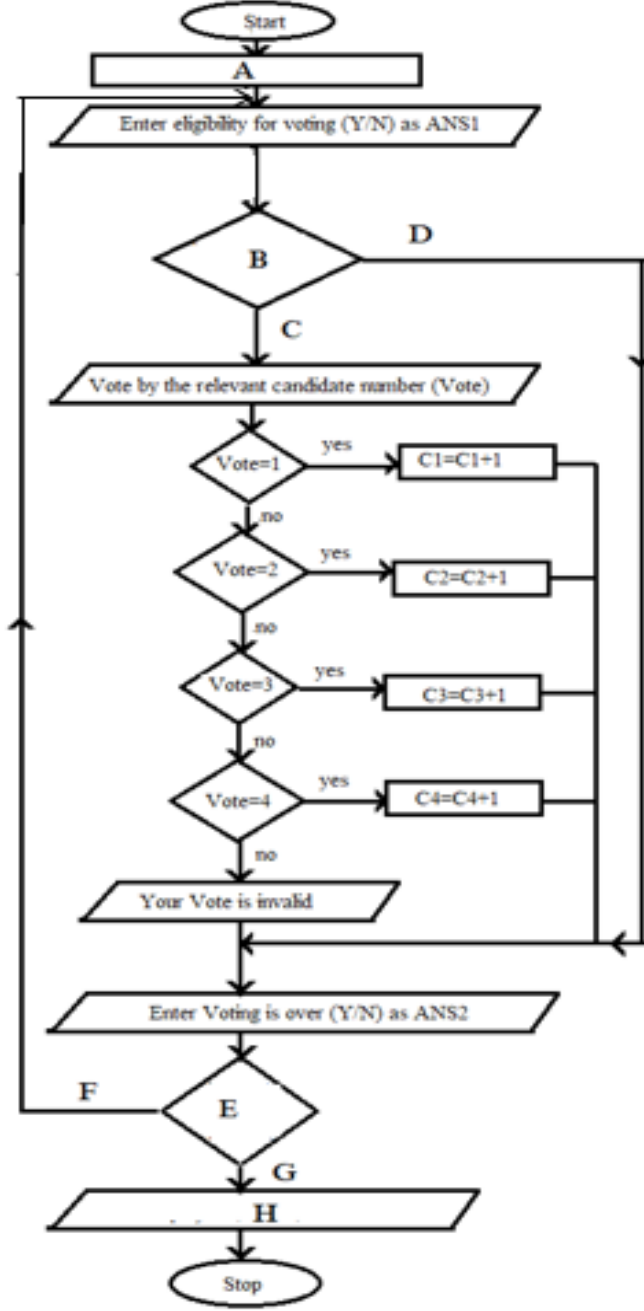 Start
A
Enter eligibility for voting (Y/N) as ANS1
B
D
C
Vote by the relevant candidate number (Vote)
Vote=1
yes
C1=C1+1
no
Vote=2
yes
C2=C2+1
no
Vote=3
yes
C3=C3+1
no
Vote=4
yes
C4=C4+1
no
Your Vote is invalid
Enter Voting is over (Y/N) as ANS2
F
E
G
H
Stop